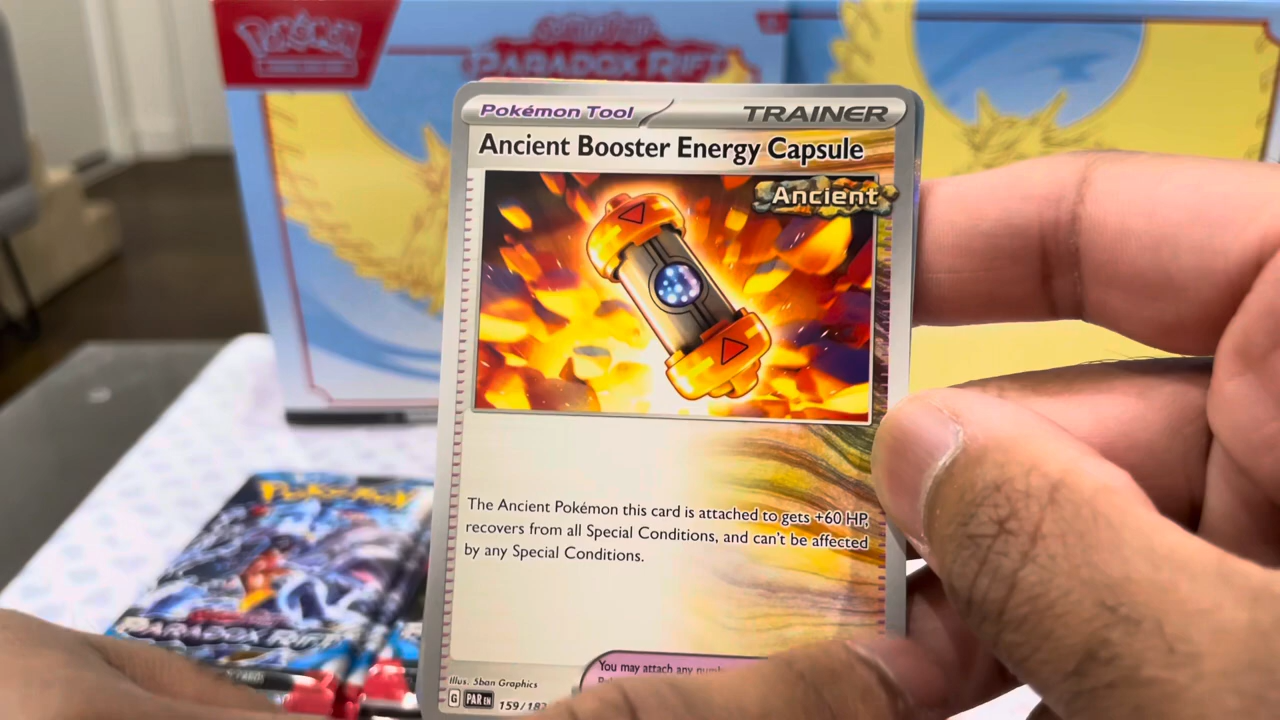 Pokémon
PARADOX RIFT
Pokémon Tool
TRAINER
Ancient Booster Energy Capsule
Ancient
The Ancient Pokémon this card is attached to gets +60 HP,
recovers from all Special Conditions, and can't be affected
by any Special Conditions.
You may attach any
Illus. 5ban Graphics
G PAR EN 159/182
POKÉMON
PARADOX RIFT